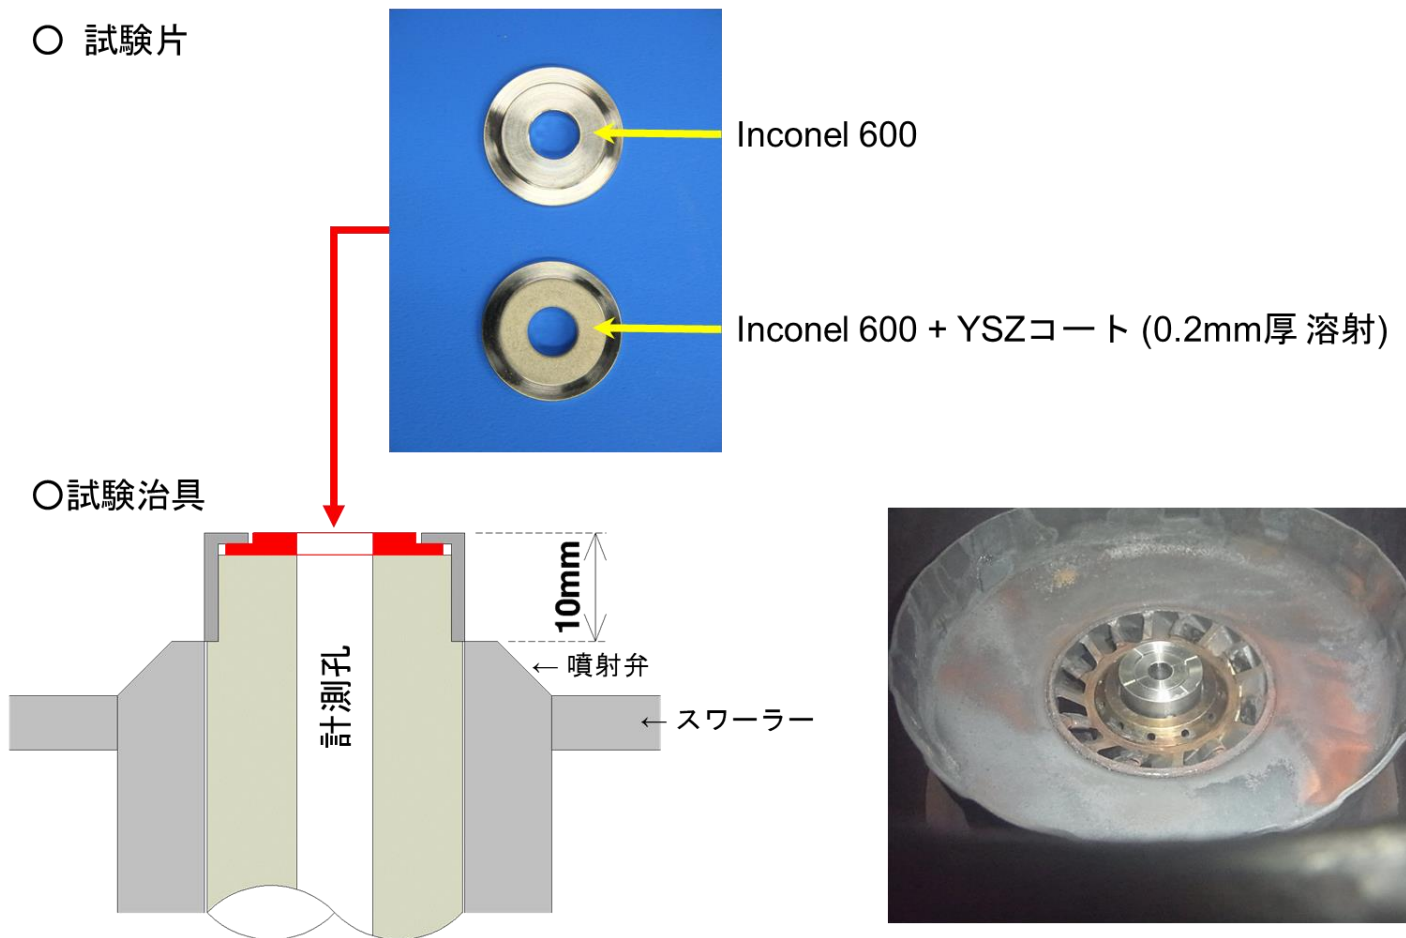 ○ 試験片
Inconel 600
Inconel 600 + YSZコート (0.2mm厚 溶射)
○試験治具
10mm
計測孔
← 噴射弁
← スワーラー